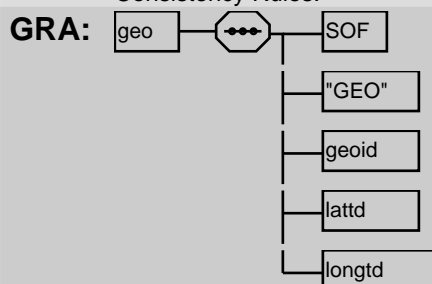 Consistency Rules:
GRA: geo SOF
"GEO"
geoid
lattd
longtd